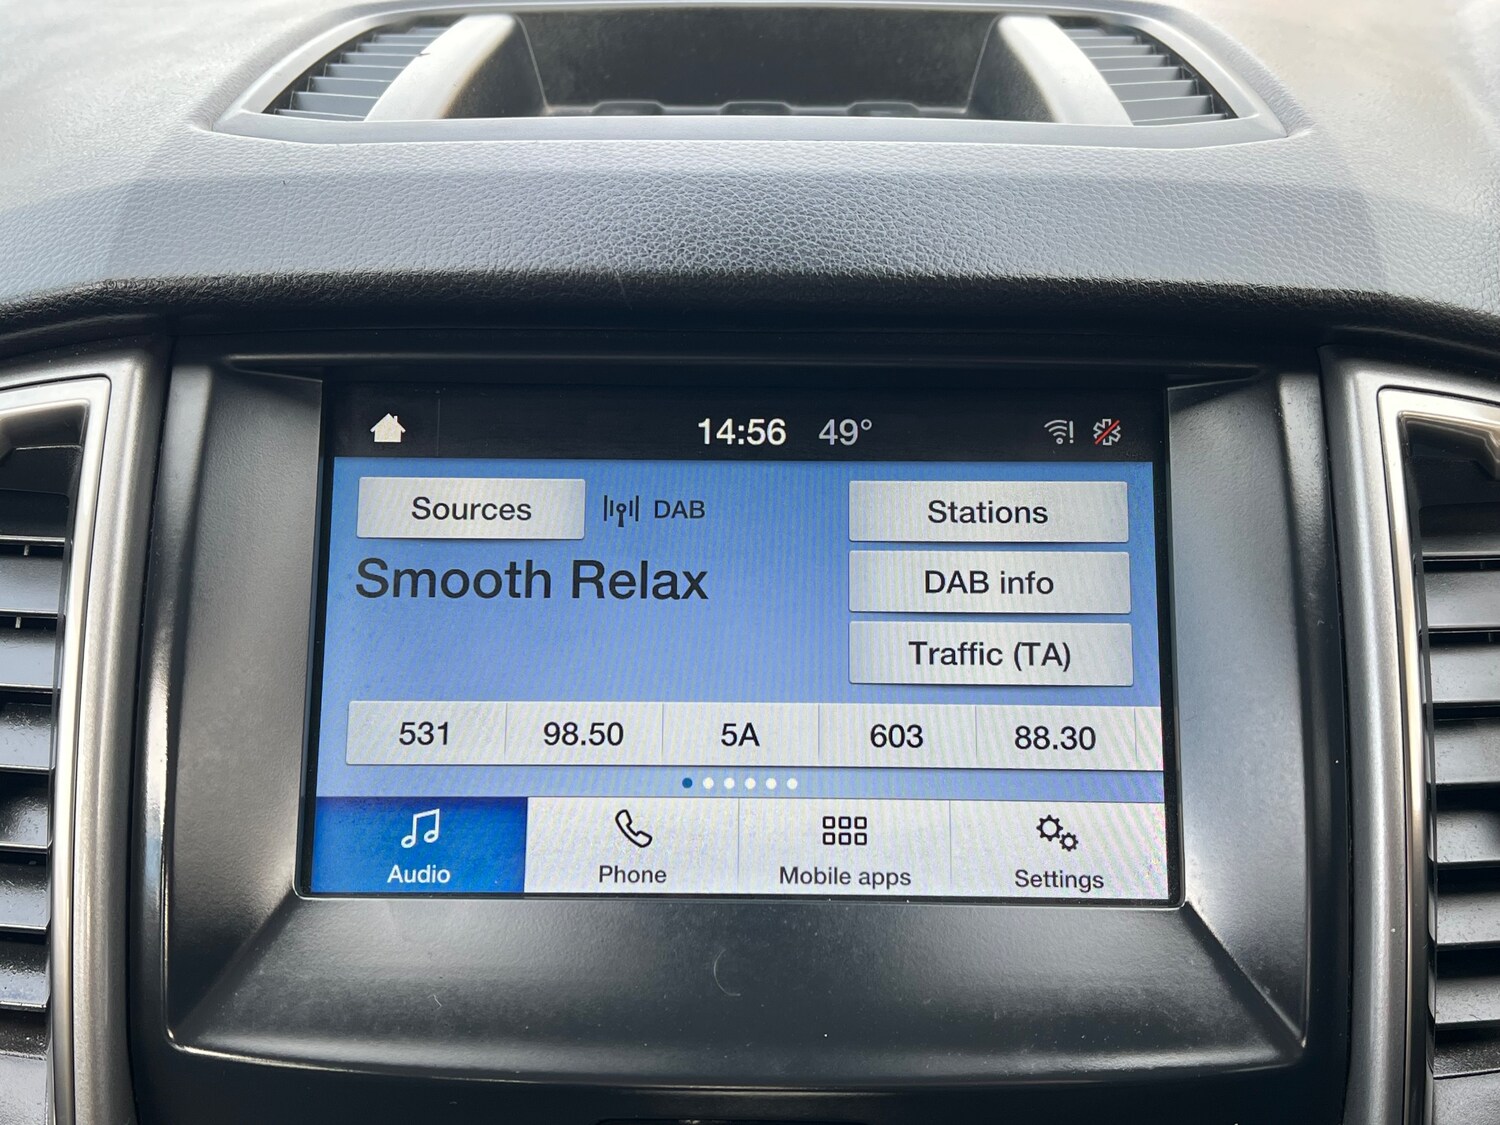 14:56 49°
Sources DAB Stations
Smooth Relax DAB info
Traffic (TA)
531 98.50 5A 603 88.30
Audio Phone Mobile apps Settings